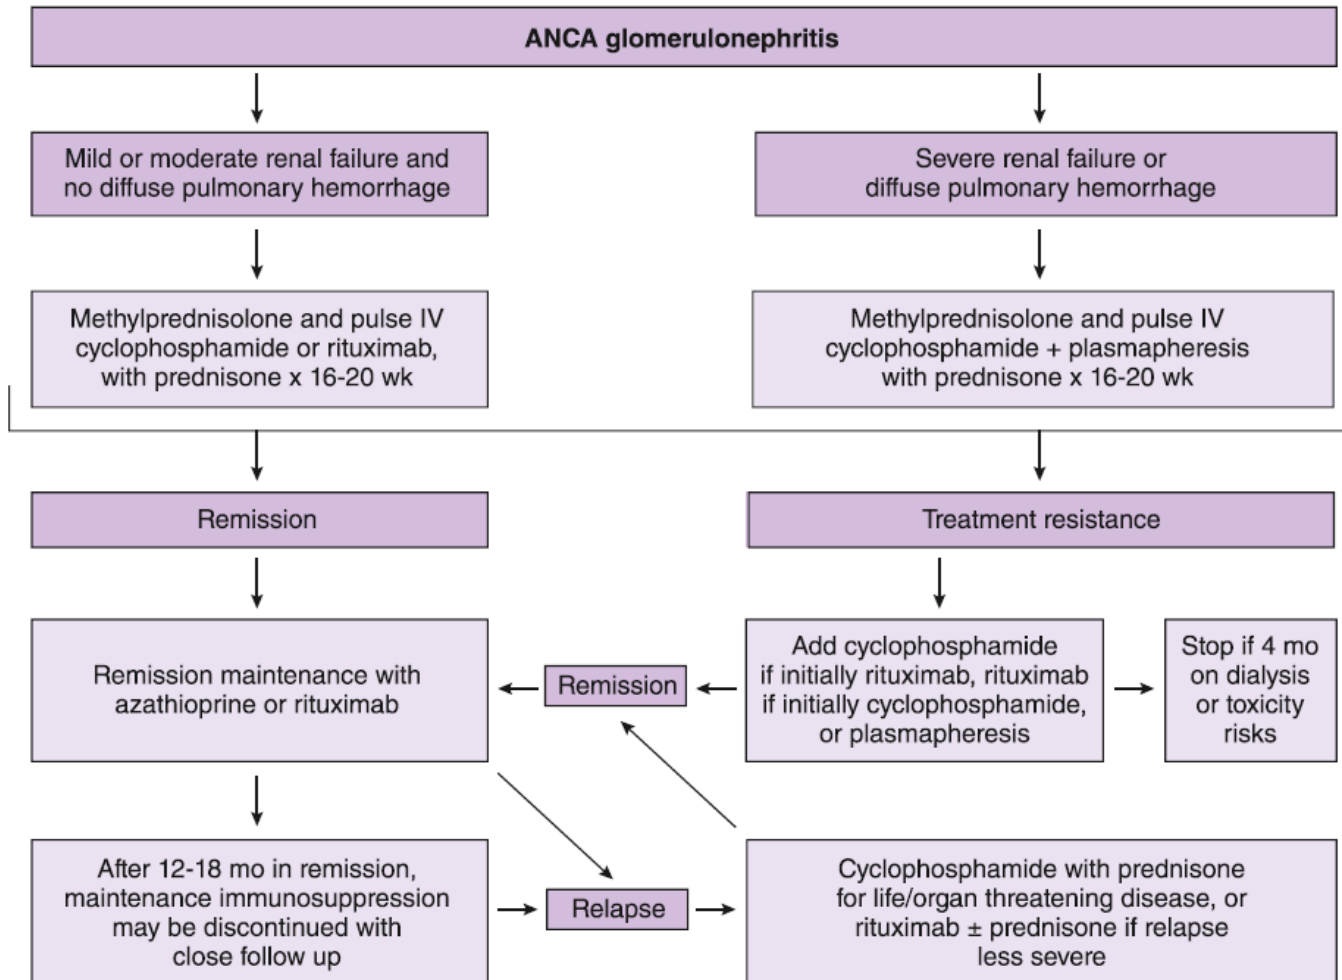 ANCA glomerulonephritis
Mild or moderate renal failure and
no diffuse pulmonary hemorrhage
Severe renal failure or
diffuse pulmonary hemorrhage
Methylprednisolone and pulse IV
cyclophosphamide or rituximab,
with prednisone x 16-20 wk
Methylprednisolone and pulse IV
cyclophosphamide + plasmapheresis
with prednisone x 16-20 wk
Remission
Treatment resistance
Remission maintenance with
azathioprine or rituximab
Remission
Add cyclophosphamide
if initially rituximab, rituximab
if initially cyclophosphamide,
or plasmapheresis
Stop if 4 mo
on dialysis
or toxicity
risks
After 12-18 mo in remission,
maintenance immunosuppression
may be discontinued with
close follow up
Relapse
Cyclophosphamide with prednisone
for life/organ threatening disease, or
rituximab ± prednisone if relapse
less severe